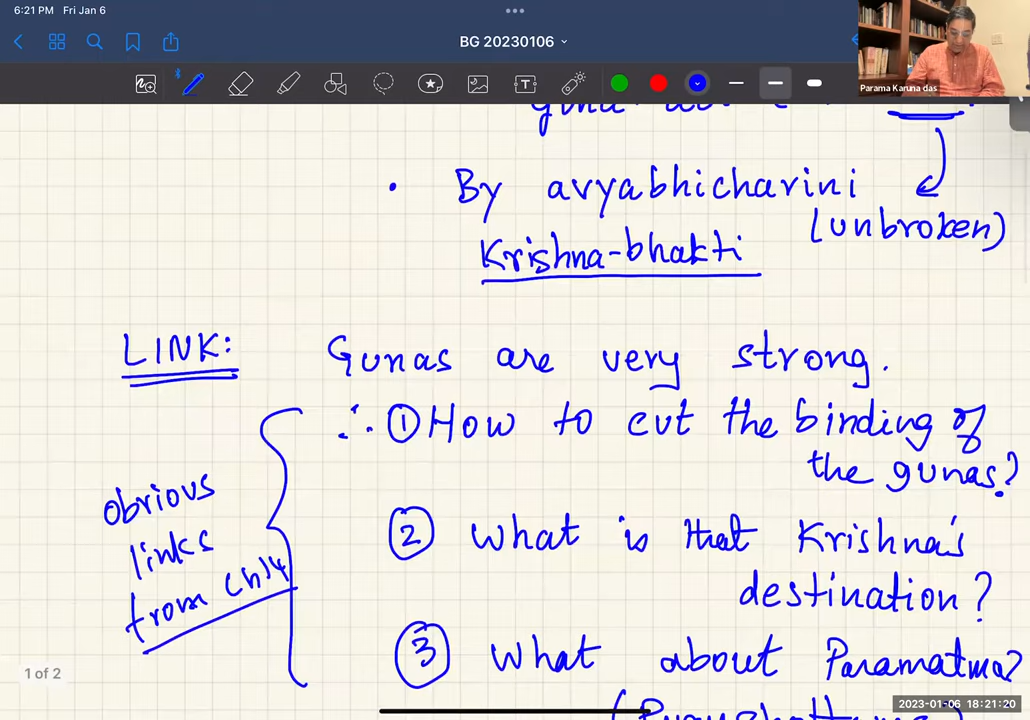 6:21 PM Fri Jan 6
BG 20230106
Parama Karuna das
• By avyabhicharini
(unbroken)
Krishna-bhakti
LINK: Gunas are very strong.
∴ ① How to cut the binding of
the gunas?
obvious
links
from Ch14
② What is that Krishna's
destination?
③ What about Paramatma?
1 of 2
2023-01-06 18:21:20